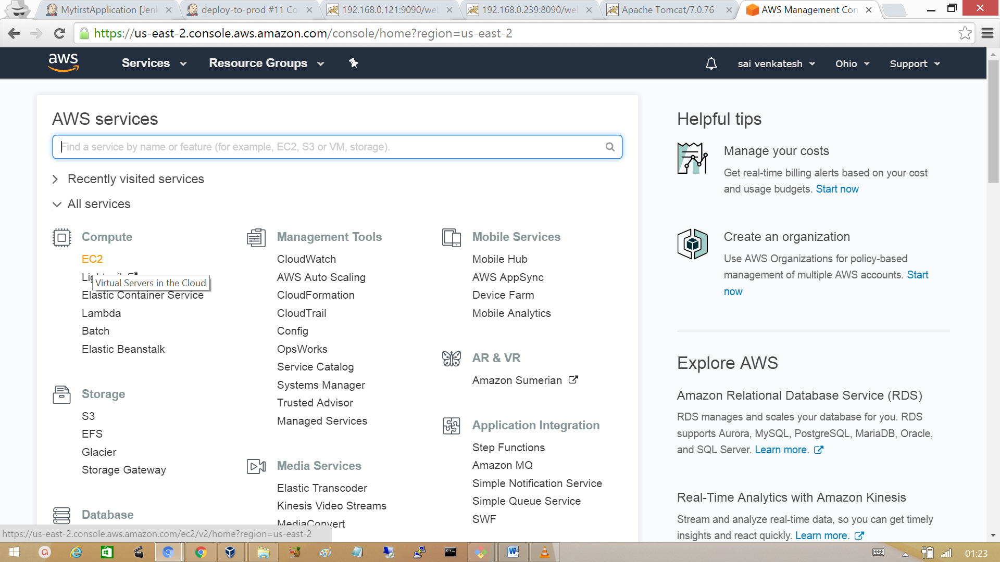 MyfirstApplication [Jen
deploy-to-prod #11 Co
192.168.0.121:9090/we
192.168.0.239:8090/we
Apache Tomcat/7.0.76
AWS Management Con
https://us-east-2.console.aws.amazon.com/console/home?region=us-east-2
aws
Services
Resource Groups
sai venkatesh
Ohio
Support
AWS services
Find a service by name or feature (for example, EC2, S3 or VM, storage).
Recently visited services
All services
Compute
EC2
Virtual Servers in the Cloud
Elastic Container Service
Lambda
Batch
Elastic Beanstalk
Storage
S3
EFS
Glacier
Storage Gateway
Database
Management Tools
CloudWatch
AWS Auto Scaling
CloudFormation
CloudTrail
Config
OpsWorks
Service Catalog
Systems Manager
Trusted Advisor
Managed Services
Media Services
Elastic Transcoder
Kinesis Video Streams
MediaConvert
Mobile Services
Mobile Hub
AWS AppSync
Device Farm
Mobile Analytics
AR & VR
Amazon Sumerian
Application Integration
Step Functions
Amazon MQ
Simple Notification Service
Simple Queue Service
SWF
Helpful tips
Manage your costs
Get real-time billing alerts based on your cost
and usage budgets. Start now
Create an organization
Use AWS Organizations for policy-based
management of multiple AWS accounts. Start
now
Explore AWS
Amazon Relational Database Service (RDS)
RDS manages and scales your database for you. RDS
supports Aurora, MySQL, PostgreSQL, MariaDB, Oracle,
and SQL Server. Learn more.
Real-Time Analytics with Amazon Kinesis
Stream and analyze real-time data, so you can get timely
insights and react quickly. Learn more.
https://us-east-2.console.aws.amazon.com/ec2/v2/home?region=us-east-2
01:23